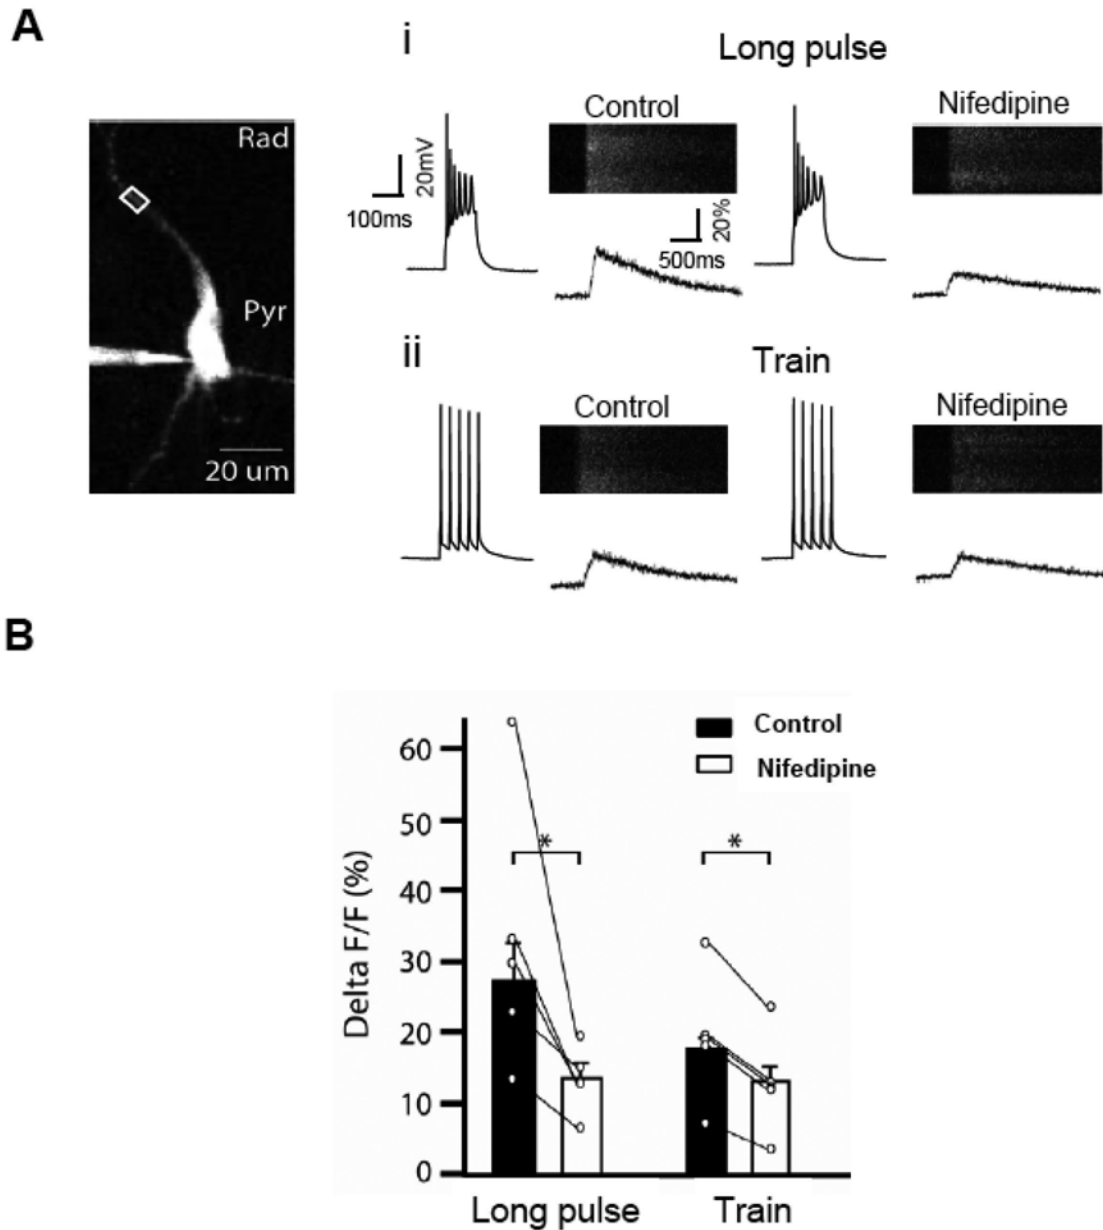 A
i
Long pulse
Rad
Control
Nifedipine
20mV
100ms
20%
500ms
Pyr
20 um
ii
Train
Control
Nifedipine
B
Control
Nifedipine
60
50
40
30
20
10
0
Delta F/F (%)
*
*
Long pulse
Train